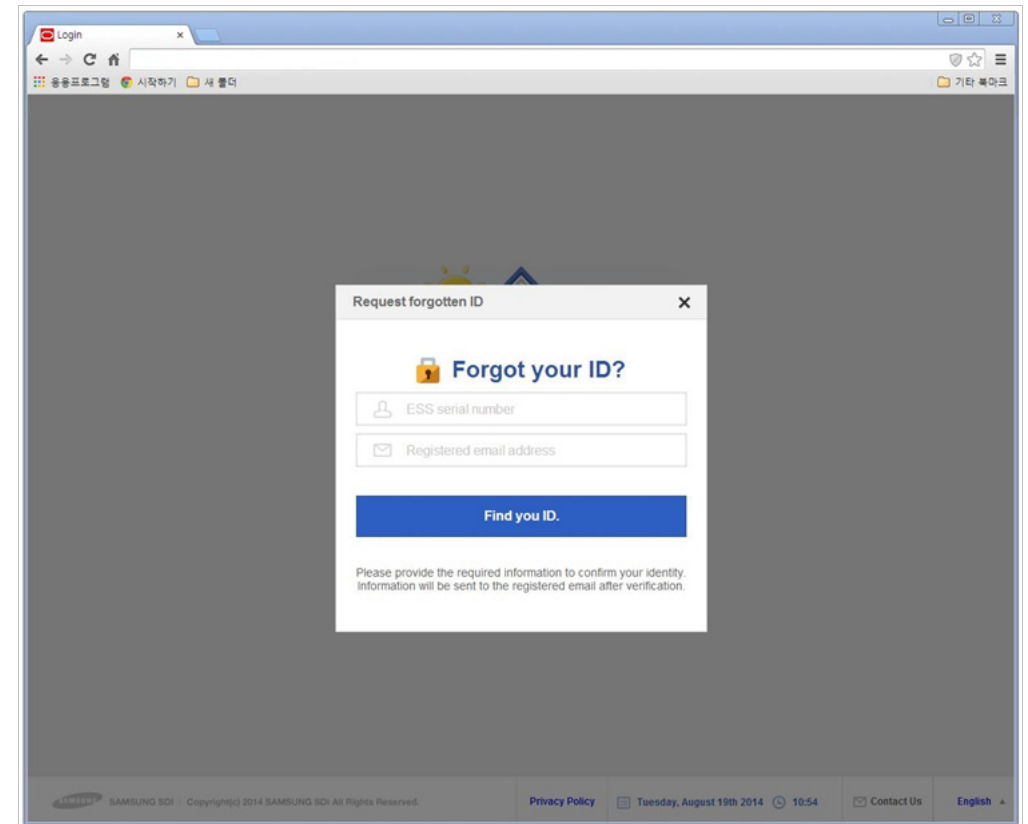 Login
응용프로그램 시작하기 새 폴더 기타 북마크
Request forgotten ID
Forgot your ID?
ESS serial number
Registered email address
Find you ID.
Please provide the required information to confirm your identity.
Information will be sent to the registered email after verification.
SAMSUNG SAMSUNG SDI : Copyright(c) 2014 SAMSUNG SDI All Rights Reserved. Privacy Policy Tuesday, August 19th 2014 10:54 Contact Us English